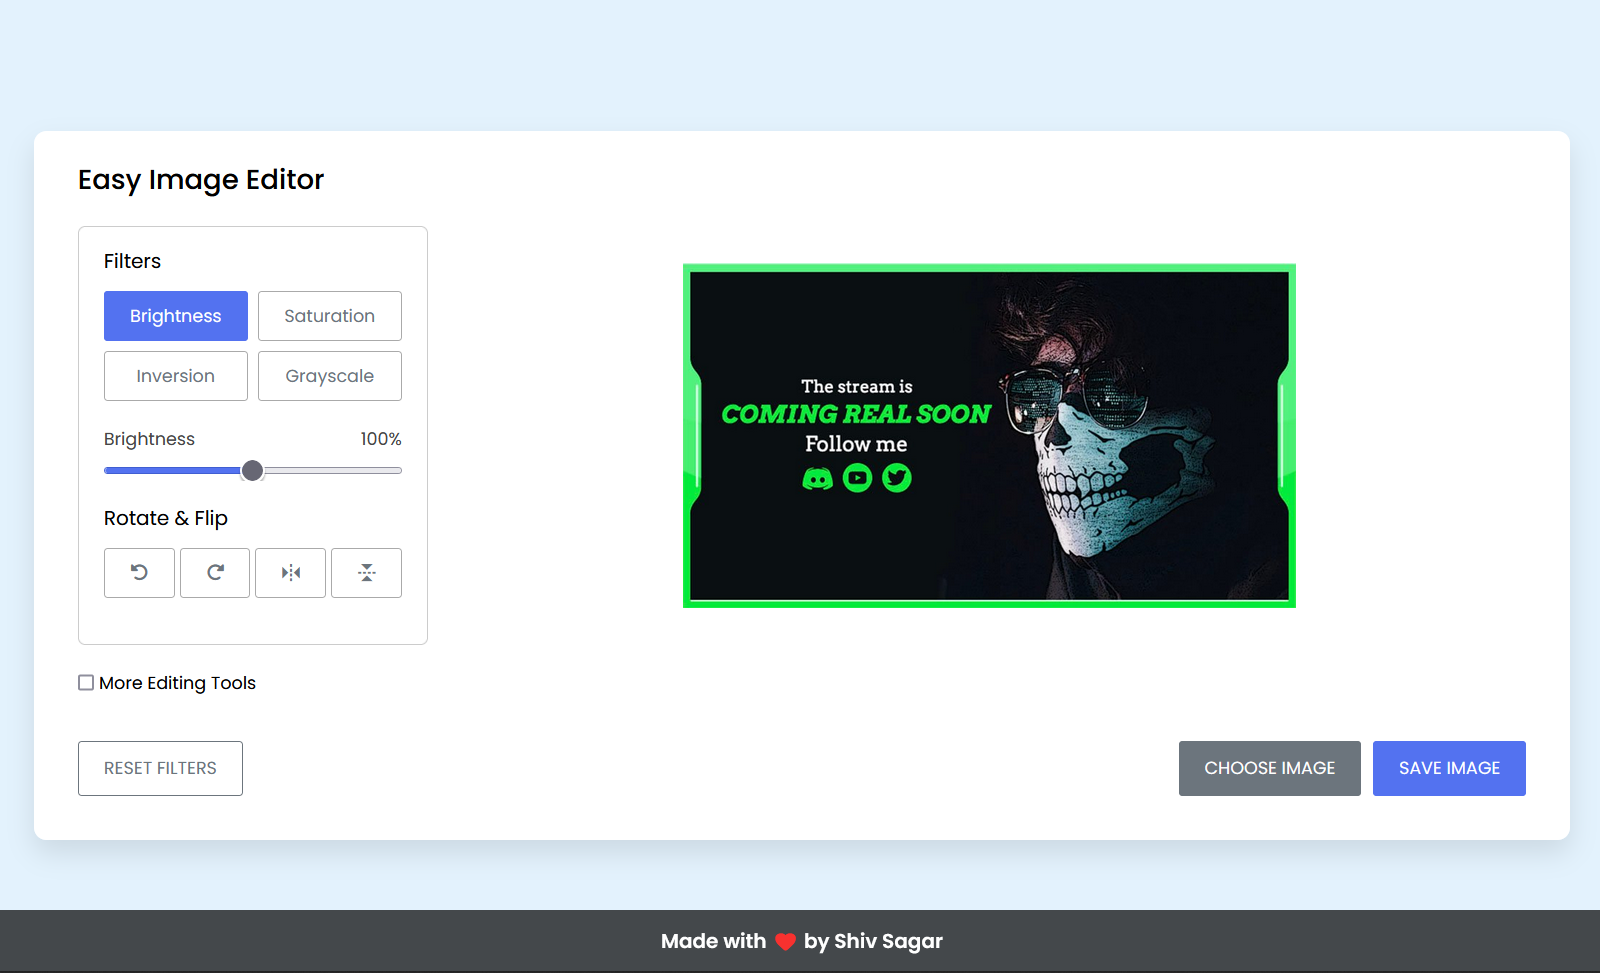 Easy Image Editor
Filters
Brightness
Saturation
Inversion
Grayscale
Brightness 100%
Rotate & Flip
More Editing Tools
RESET FILTERS
The stream is
COMING REAL SOON
Follow me
CHOOSE IMAGE
SAVE IMAGE
Made with ❤ by Shiv Sagar